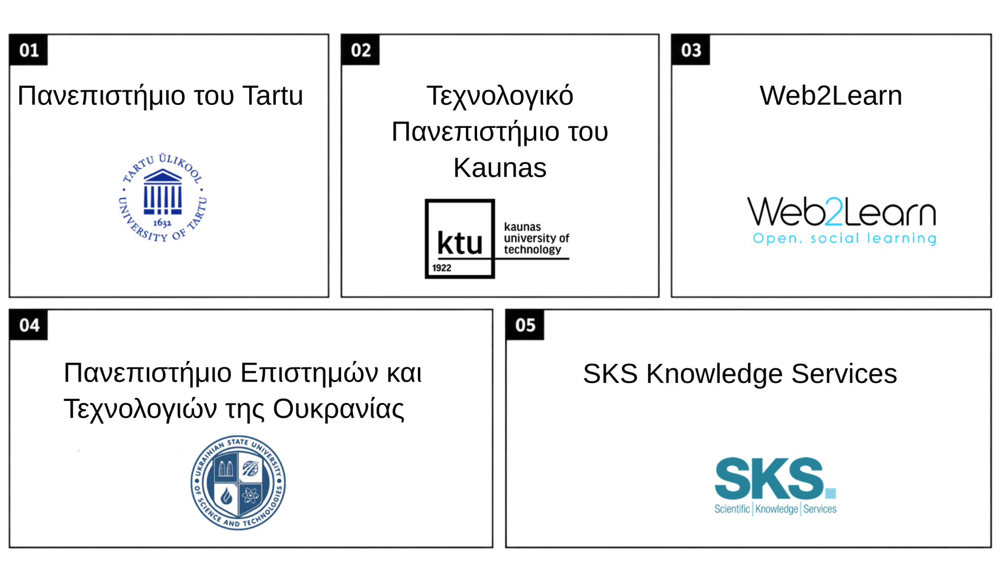 01
Πανεπιστήμιο του Tartu
TARTU ÜLIKOOL
UNIVERSITY OF TARTU
1632
02
Τεχνολογικό
Πανεπιστήμιο του
Kaunas
ktu
1922
kaunas
university of
technology
03
Web2Learn
Web2Learn
Open, social learning
04
Πανεπιστήμιο Επιστημών και
Τεχνολογιών της Ουκρανίας
UKRAINIAN STATE UNIVERSITY
OF SCIENCE AND TECHNOLOGIES
05
SKS Knowledge Services
SKS.
Scientific | Knowledge | Services